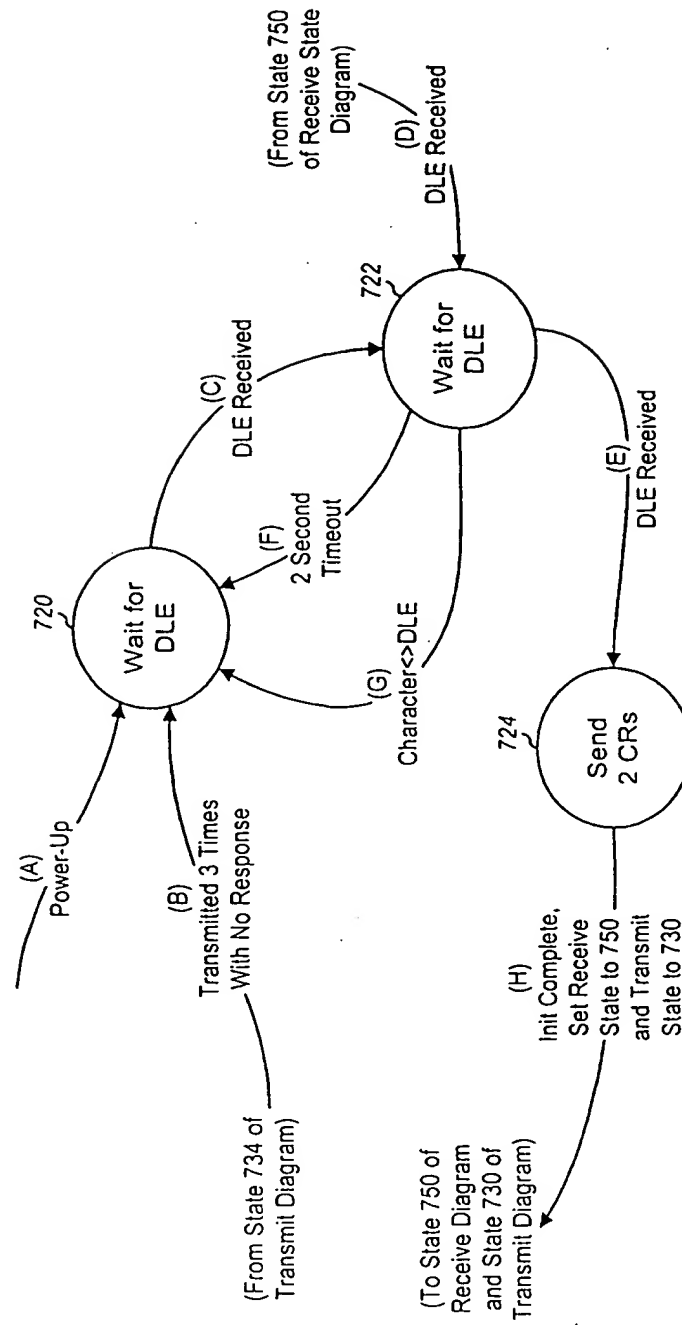 (A)
Power-Up
720
Wait for
DLE
(B)
Transmitted 3 Times
With No Response
(From State 734 of
Transmit Diagram)
(C)
DLE Received
(F)
2 Second
Timeout
(G)
Character<>DLE
722
Wait for
DLE
(From State 750
of Receive State
Diagram)
(D)
DLE Received
(E)
DLE Received
724
Send
2 CRs
(H)
Init Complete,
Set Receive
State to 750
and Transmit
State to 730
(To State 750 of
Receive Diagram
and State 730 of
Transmit Diagram)